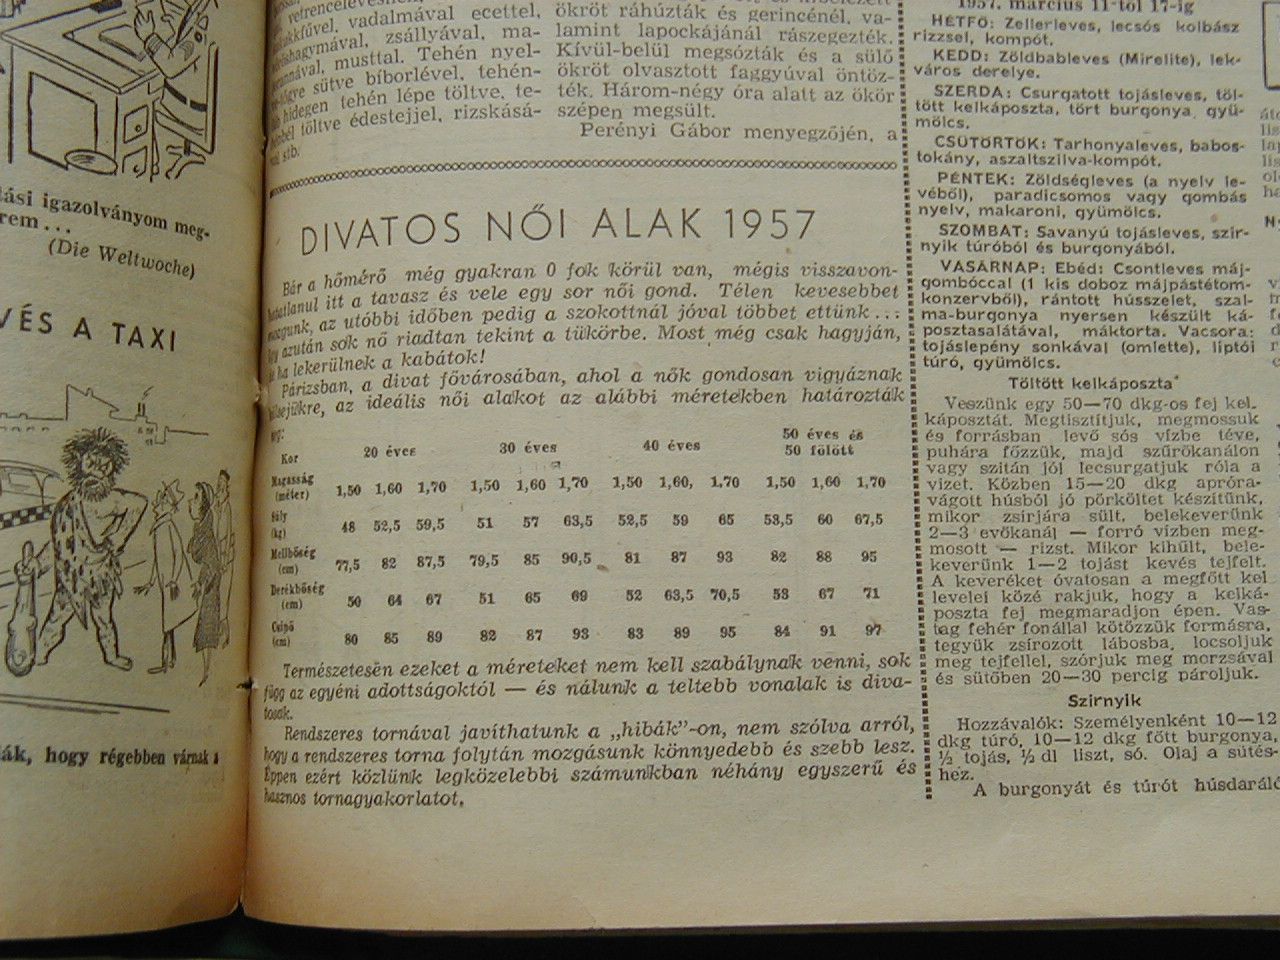 lási igazolványom meg-
rem...
(Die Weltwoche)
VÉS A TAXI
ák, hogy régebben várnak a
vadalmával ecettel,
zsállyával, ma-
musttal. Tehén nyel-
sütve bíborlével, tehén-
hidegen tehén lépe töltve, te-
töltve édestejjel, rizskásá-
val stb.
ökröt ráhúzták és gerincénél, va-
lamint lapockájánál rászegezték.
Kívül-belül megsózták és a sülő
ökröt olvasztott faggyúval öntöz-
ték. Három-négy óra alatt az ökör
szépen megsült.
Perényi Gábor menyegzőjén, a
DIVATOS NŐI ALAK 1957
Bár a hőmérő még gyakran 0 fok körül van, mégis visszavon-
hatatlanul itt a tavasz és vele egy sor női gond. Télen kevesebbet
mozgunk, az utóbbi időben pedig a szokottnál jóval többet ettünk...
Így azután sok nő riadtan tekint a tükörbe. Most még csak hagyján,
de ha lekerülnek a kabátok!
Párizsban, a divat fővárosában, ahol a nők gondosan vigyáznak
külsejükre, az ideális női alakot az alábbi méretekben határozták
meg:
Kor 20 éves 30 éves 40 éves 50 éves és
50 fölött
Magasság
(méter) 1,50 1,60 1,70 1,50 1,60 1,70 1,50 1,60, 1,70 1,50 1,60 1,70
Súly
(kg) 48 52,5 59,5 51 57 63,5 52,5 59 65 53,5 60 67,5
Mellbőség
(cm) 77,5 82 87,5 79,5 85 90,5 81 87 93 82 88 95
Derékbőség
(cm) 50 64 67 51 65 69 52 63,5 70,5 53 67 71
Csípő
(cm) 80 85 89 82 87 93 83 89 95 84 91 97
Természetesen ezeket a méreteket nem kell szabálynak venni, sok
függ az egyéni adottságoktól — és nálunk a teltebb vonalak is diva-
tosak.
Rendszeres tornával javíthatunk a „hibák”-on, nem szólva arról,
hogy a rendszeres torna folytán mozgásunk könnyedebb és szebb lesz.
Éppen ezért közlünk legközelebbi számunkban néhány egyszerű és
hasznos tornagyakorlatot.
1957. március 11-től 17-ig
HÉTFŐ: Zellerleves, lecsós kolbász
rizzsel, kompót.
KEDD: Zöldbableves (Mirelite), lek-
város derelye.
SZERDA: Csurgatott tojásleves, töl-
tött kelkáposzta, tört burgonya, gyü-
mölcs.
CSÜTÖRTÖK: Tarhonyaleves, babos-
tokány, aszaltszilva-kompót.
PÉNTEK: Zöldségleves (a nyelv le-
véből), paradicsomos vagy gombás
nyelv, makaroni, gyümölcs.
SZOMBAT: Savanyú tojásleves, szir-
nyik túróból és burgonyából.
VASÁRNAP: Ebéd: Csontleves máj-
gombóccal (1 kis doboz májpástétom-
konzervből), rántott hússzelet, szal-
ma-burgonya nyersen készült ká-
posztasalátával, máktorta. Vacsora:
tojáslepény sonkával (omlette), liptói
túró, gyümölcs.
Töltött kelkáposzta
Veszünk egy 50—70 dkg-os fej kel-
káposztát. Megtisztítjuk, megmossuk
és forrásban levő sós vízbe téve,
puhára főzzük, majd szűrőkanálon
vagy szitán jól lecsurgatjuk róla a
vizet. Közben 15—20 dkg apróra-
vágott húsból jó pörköltet készítünk,
mikor zsírjára sült, belekeverünk
2—3 evőkanál — forró vízben meg-
mosott — rizst. Mikor kihűlt, bele-
keverünk 1—2 tojást kevés tejfelt.
A keveréket óvatosan a megfőtt kel
levelei közé rakjuk, hogy a kelká-
poszta fej megmaradjon épen. Vas-
tag fehér fonállal kötözzük formásra,
tegyük zsírozott lábosba, locsoljuk
meg tejfellel, szórjuk meg morzsával
és sütőben 20—30 percig pároljuk.
Szirnyik
Hozzávalók: Személyenként 10—12
dkg túró, 10—12 dkg főtt burgonya,
½ tojás, ½ dl liszt, só. Olaj a sütés-
hez.
A burgonyát és túrót húsdaráló